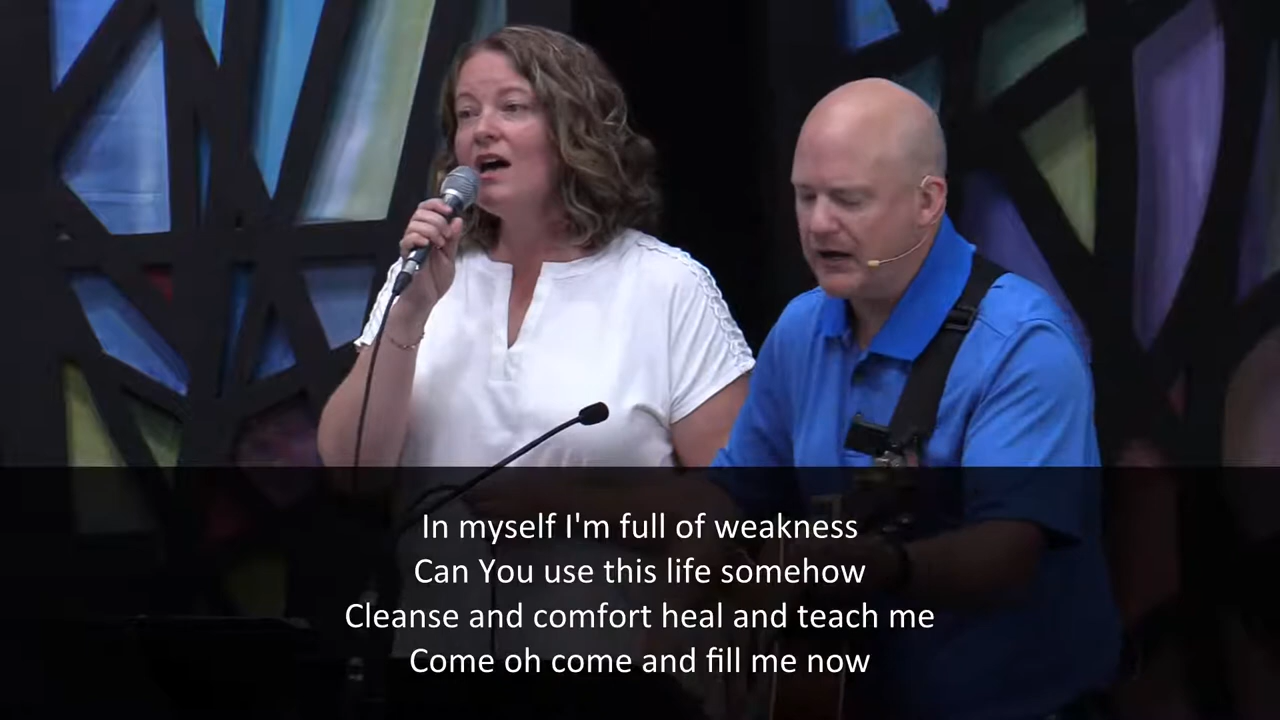 In myself I'm full of weakness
Can You use this life somehow
Cleanse and comfort heal and teach me
Come oh come and fill me now